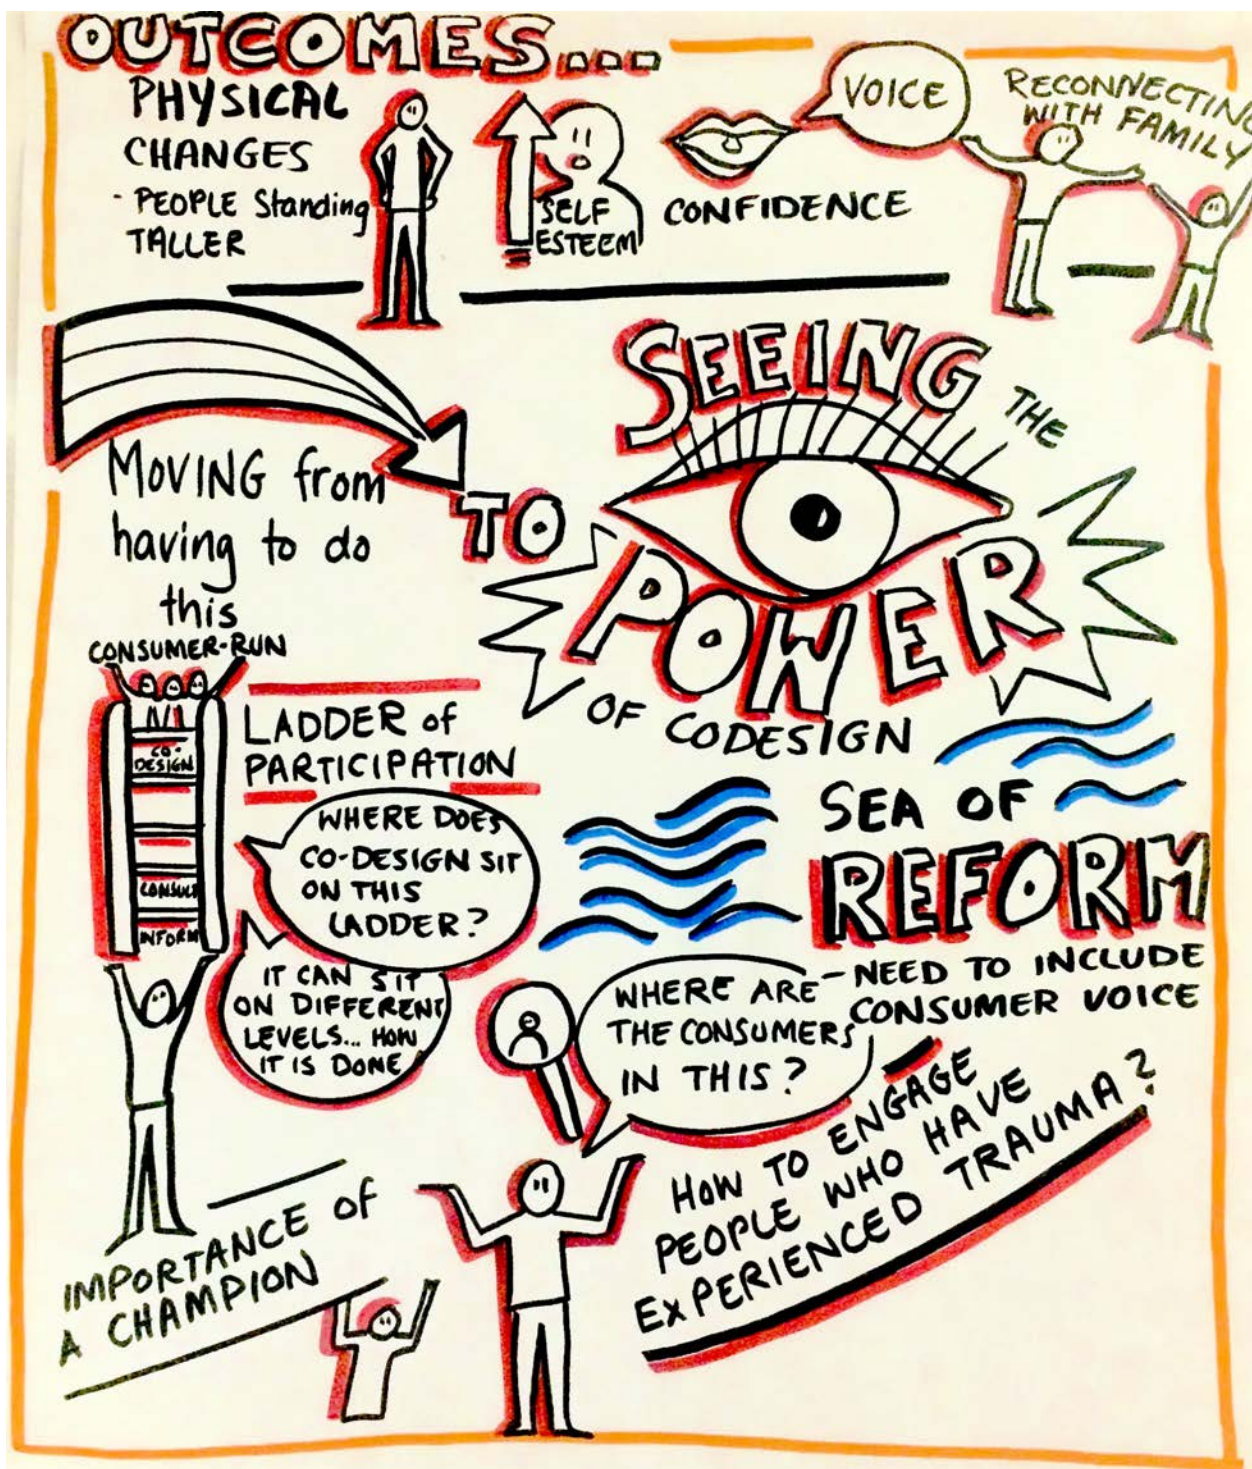 OUTCOMES...
PHYSICAL
CHANGES
- PEOPLE Standing
TALLER
SELF
ESTEEM
VOICE
CONFIDENCE
RECONNECTING
WITH FAMILY
MOVING from
having to do
this
TO
SEEING THE
POWER
OF CODESIGN
CONSUMER-RUN
CO-
DESIGN
CONSULT
INFORM
LADDER of
PARTICIPATION
WHERE DOES
CO-DESIGN SIT
ON THIS
LADDER?
IT CAN SIT
ON DIFFERENT
LEVELS... HOW
IT IS DONE
SEA OF
REFORM
- NEED TO INCLUDE
CONSUMER VOICE
WHERE ARE
THE CONSUMERS
IN THIS?
HOW TO ENGAGE
PEOPLE WHO HAVE
EXPERIENCED TRAUMA?
IMPORTANCE OF
A CHAMPION